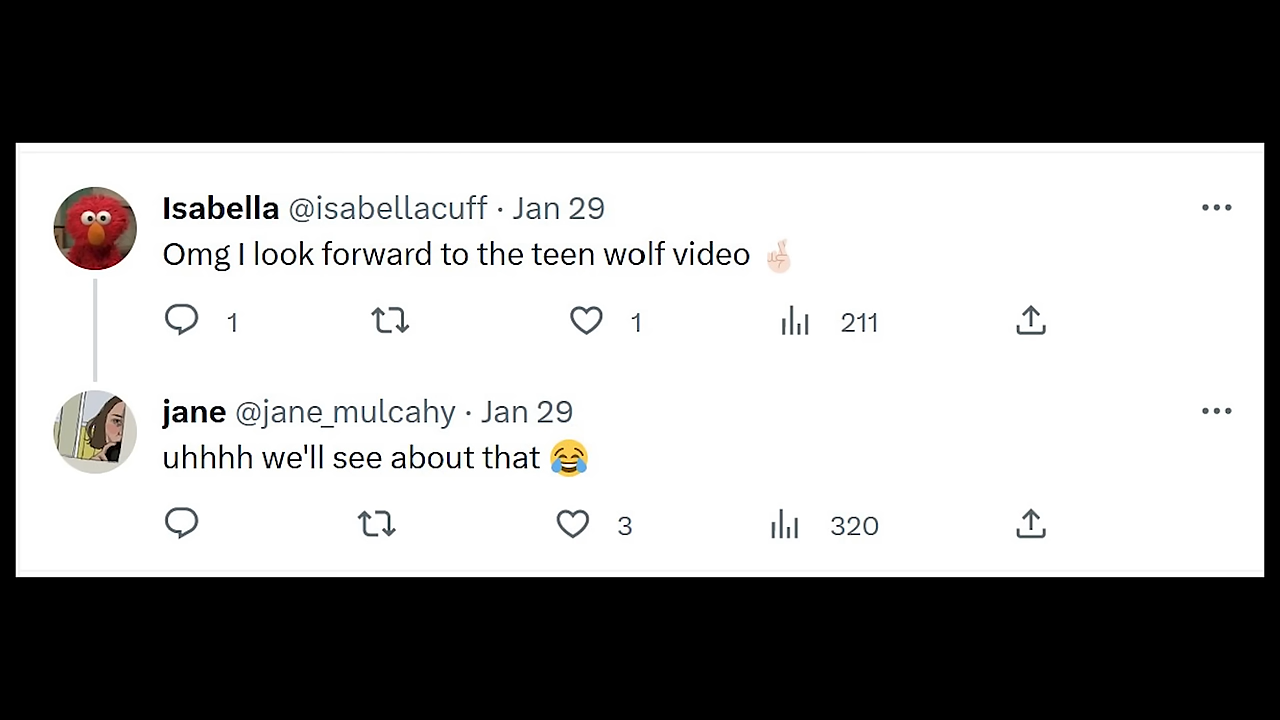 Isabella @isabellacuff · Jan 29
Omg I look forward to the teen wolf video 🤞🏻
1 1 211
jane @jane_mulcahy · Jan 29
uhhhh we'll see about that 😂
3 320